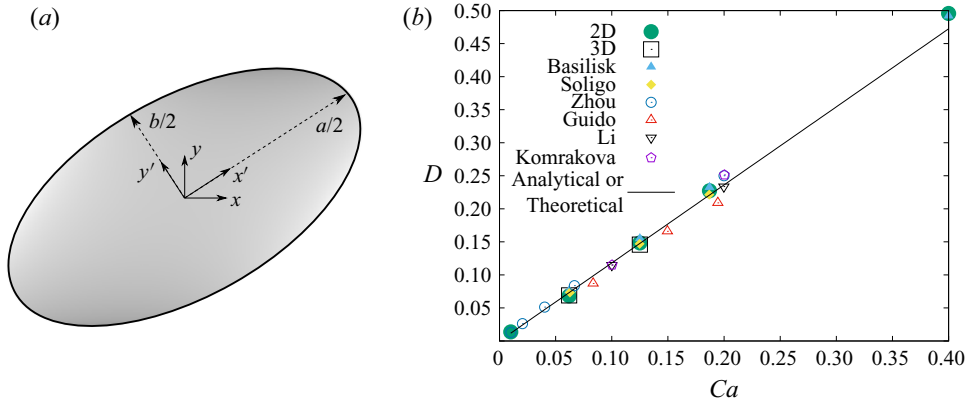 (a)
b/2
a/2
y
y′
x′
x
(b)
0.50
0.45
0.40
0.35
0.30
0.25
0.20
0.15
0.10
0.05
D
2D
3D
Basilisk
Soligo
Zhou
Guido
Li
Komrakova
Analytical or
Theoretical
0 0.05 0.10 0.15 0.20 0.25 0.30 0.35 0.40
Ca